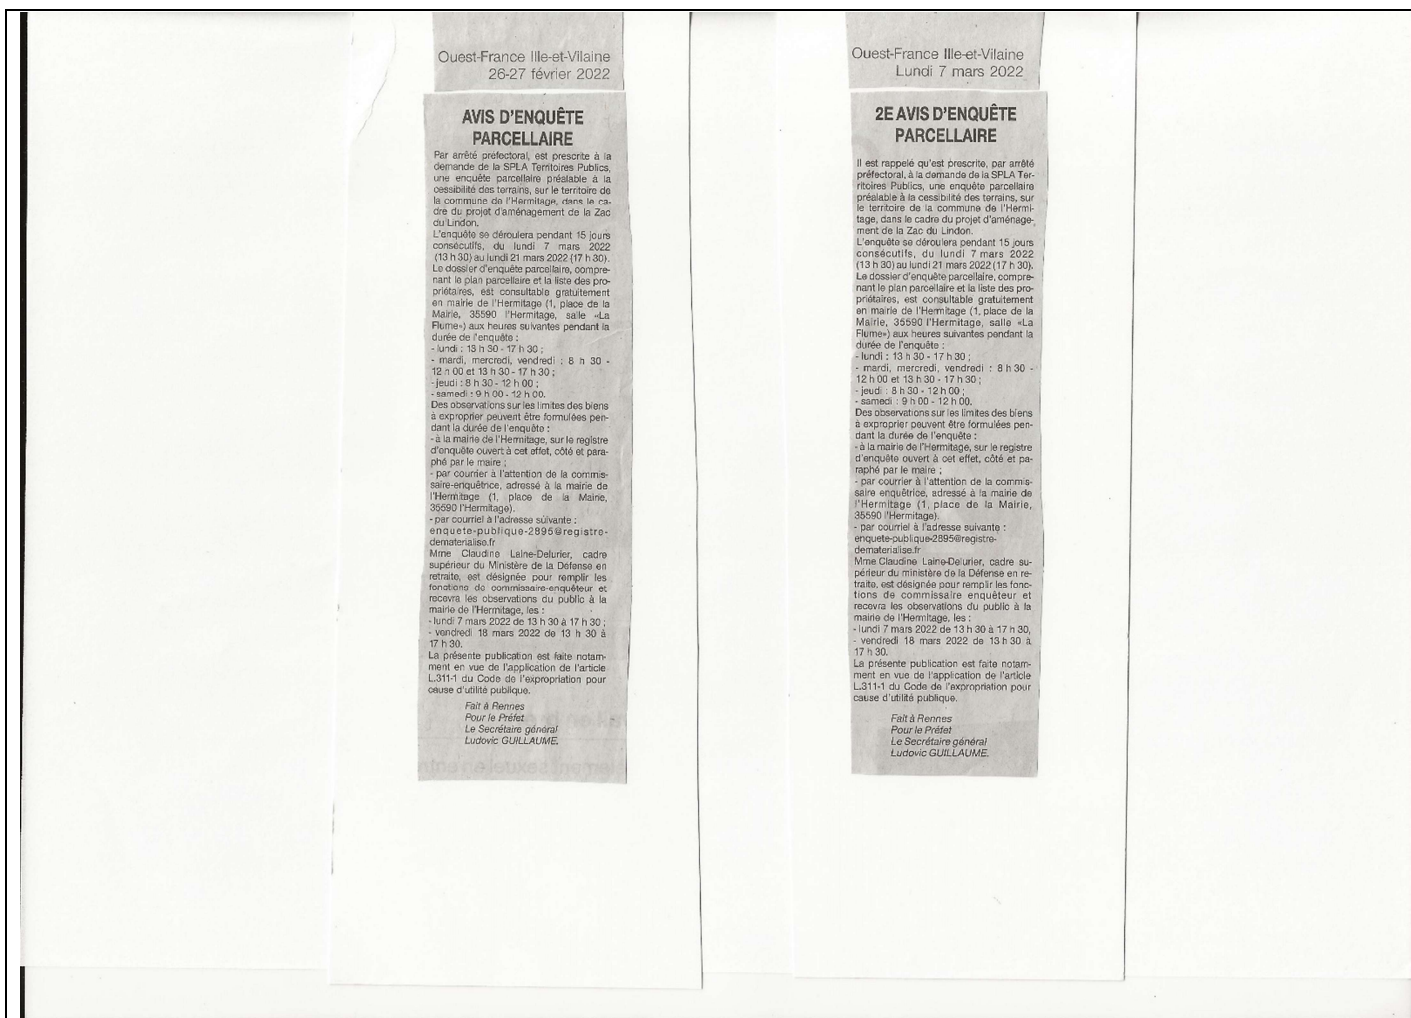 Ouest-France Ille-et-Vilaine
26-27 février 2022
AVIS D'ENQUÊTE
PARCELLAIRE
Par arrêté préfectoral, est prescrite à la
demande de la SPLA Territoires Publics,
une enquête parcellaire préalable à la
cessibilité des terrains, sur le territoire de
la commune de l'Hermitage, dans le ca-
dre du projet d'aménagement de la Zac
du Lindon.
L'enquête se déroulera pendant 15 jours
consécutifs, du lundi 7 mars 2022
(13 h 30) au lundi 21 mars 2022 (17 h 30).
Le dossier d'enquête parcellaire, compre-
nant le plan parcellaire et la liste des pro-
priétaires, est consultable gratuitement
en mairie de l'Hermitage (1, place de la
Mairie, 35590 l'Hermitage, salle «La
Flume») aux heures suivantes pendant la
durée de l'enquête :
- lundi : 13 h 30 - 17 h 30 ;
- mardi, mercredi, vendredi : 8 h 30 -
12 h 00 et 13 h 30 - 17 h 30 ;
- jeudi : 8 h 30 - 12 h 00 ;
- samedi : 9 h 00 - 12 h 00.
Des observations sur les limites des biens
à exproprier peuvent être formulées pen-
dant la durée de l'enquête :
- à la mairie de l'Hermitage, sur le registre
d'enquête ouvert à cet effet, côté et para-
phé par le maire ;
- par courrier à l'attention de la commis-
saire-enquêtrice, adressé à la mairie de
l'Hermitage (1, place de la Mairie,
35590 l'Hermitage).
- par courriel à l'adresse suivante :
enquete-publique-2895@registre-
dematerialise.fr
Mme Claudine Laine-Delurier, cadre
supérieur du Ministère de la Défense en
retraite, est désignée pour remplir les
fonctions de commissaire-enquêteur et
recevra les observations du public à la
mairie de l'Hermitage, les :
- lundi 7 mars 2022 de 13 h 30 à 17 h 30 ;
- vendredi 18 mars 2022 de 13 h 30 à
17 h 30.
La présente publication est faite notam-
ment en vue de l'application de l'article
L.311-1 du Code de l'expropriation pour
cause d'utilité publique.
Fait à Rennes
Pour le Préfet
Le Secrétaire général
Ludovic GUILLAUME.
Ouest-France Ille-et-Vilaine
Lundi 7 mars 2022
2E AVIS D'ENQUÊTE
PARCELLAIRE
Il est rappelé qu'est prescrite, par arrêté
préfectoral, à la demande de la SPLA Ter-
ritoires Publics, une enquête parcellaire
préalable à la cessibilité des terrains, sur
le territoire de la commune de l'Hermi-
tage, dans le cadre du projet d'aménage-
ment de la Zac du Lindon.
L'enquête se déroulera pendant 15 jours
consécutifs, du lundi 7 mars 2022
(13 h 30) au lundi 21 mars 2022 (17 h 30).
Le dossier d'enquête parcellaire, compre-
nant le plan parcellaire et la liste des pro-
priétaires, est consultable gratuitement
en mairie de l'Hermitage (1, place de la
Mairie, 35590 l'Hermitage, salle «La
Flume») aux heures suivantes pendant la
durée de l'enquête :
- lundi : 13 h 30 - 17 h 30 ;
- mardi, mercredi, vendredi : 8 h 30 -
12 h 00 et 13 h 30 - 17 h 30 ;
- jeudi : 8 h 30 - 12 h 00 ;
- samedi : 9 h 00 - 12 h 00.
Des observations sur les limites des biens
à exproprier peuvent être formulées pen-
dant la durée de l'enquête :
- à la mairie de l'Hermitage, sur le registre
d'enquête ouvert à cet effet, côté et pa-
raphé par le maire ;
- par courrier à l'attention de la commis-
saire enquêtrice, adressé à la mairie de
l'Hermitage (1, place de la Mairie,
35590 l'Hermitage).
- par courriel à l'adresse suivante :
enquete-publique-2895@registre-
dematerialise.fr
Mme Claudine Laine-Delurier, cadre su-
périeur du ministère de la Défense en re-
traite, est désignée pour remplir les fonc-
tions de commissaire enquêteur et
recevra les observations du public à la
mairie de l'Hermitage, les :
- lundi 7 mars 2022 de 13 h 30 à 17 h 30,
- vendredi 18 mars 2022 de 13 h 30 à
17 h 30.
La présente publication est faite notam-
ment en vue de l'application de l'article
L.311-1 du Code de l'expropriation pour
cause d'utilité publique.
Fait à Rennes
Pour le Préfet
Le Secrétaire général
Ludovic GUILLAUME.